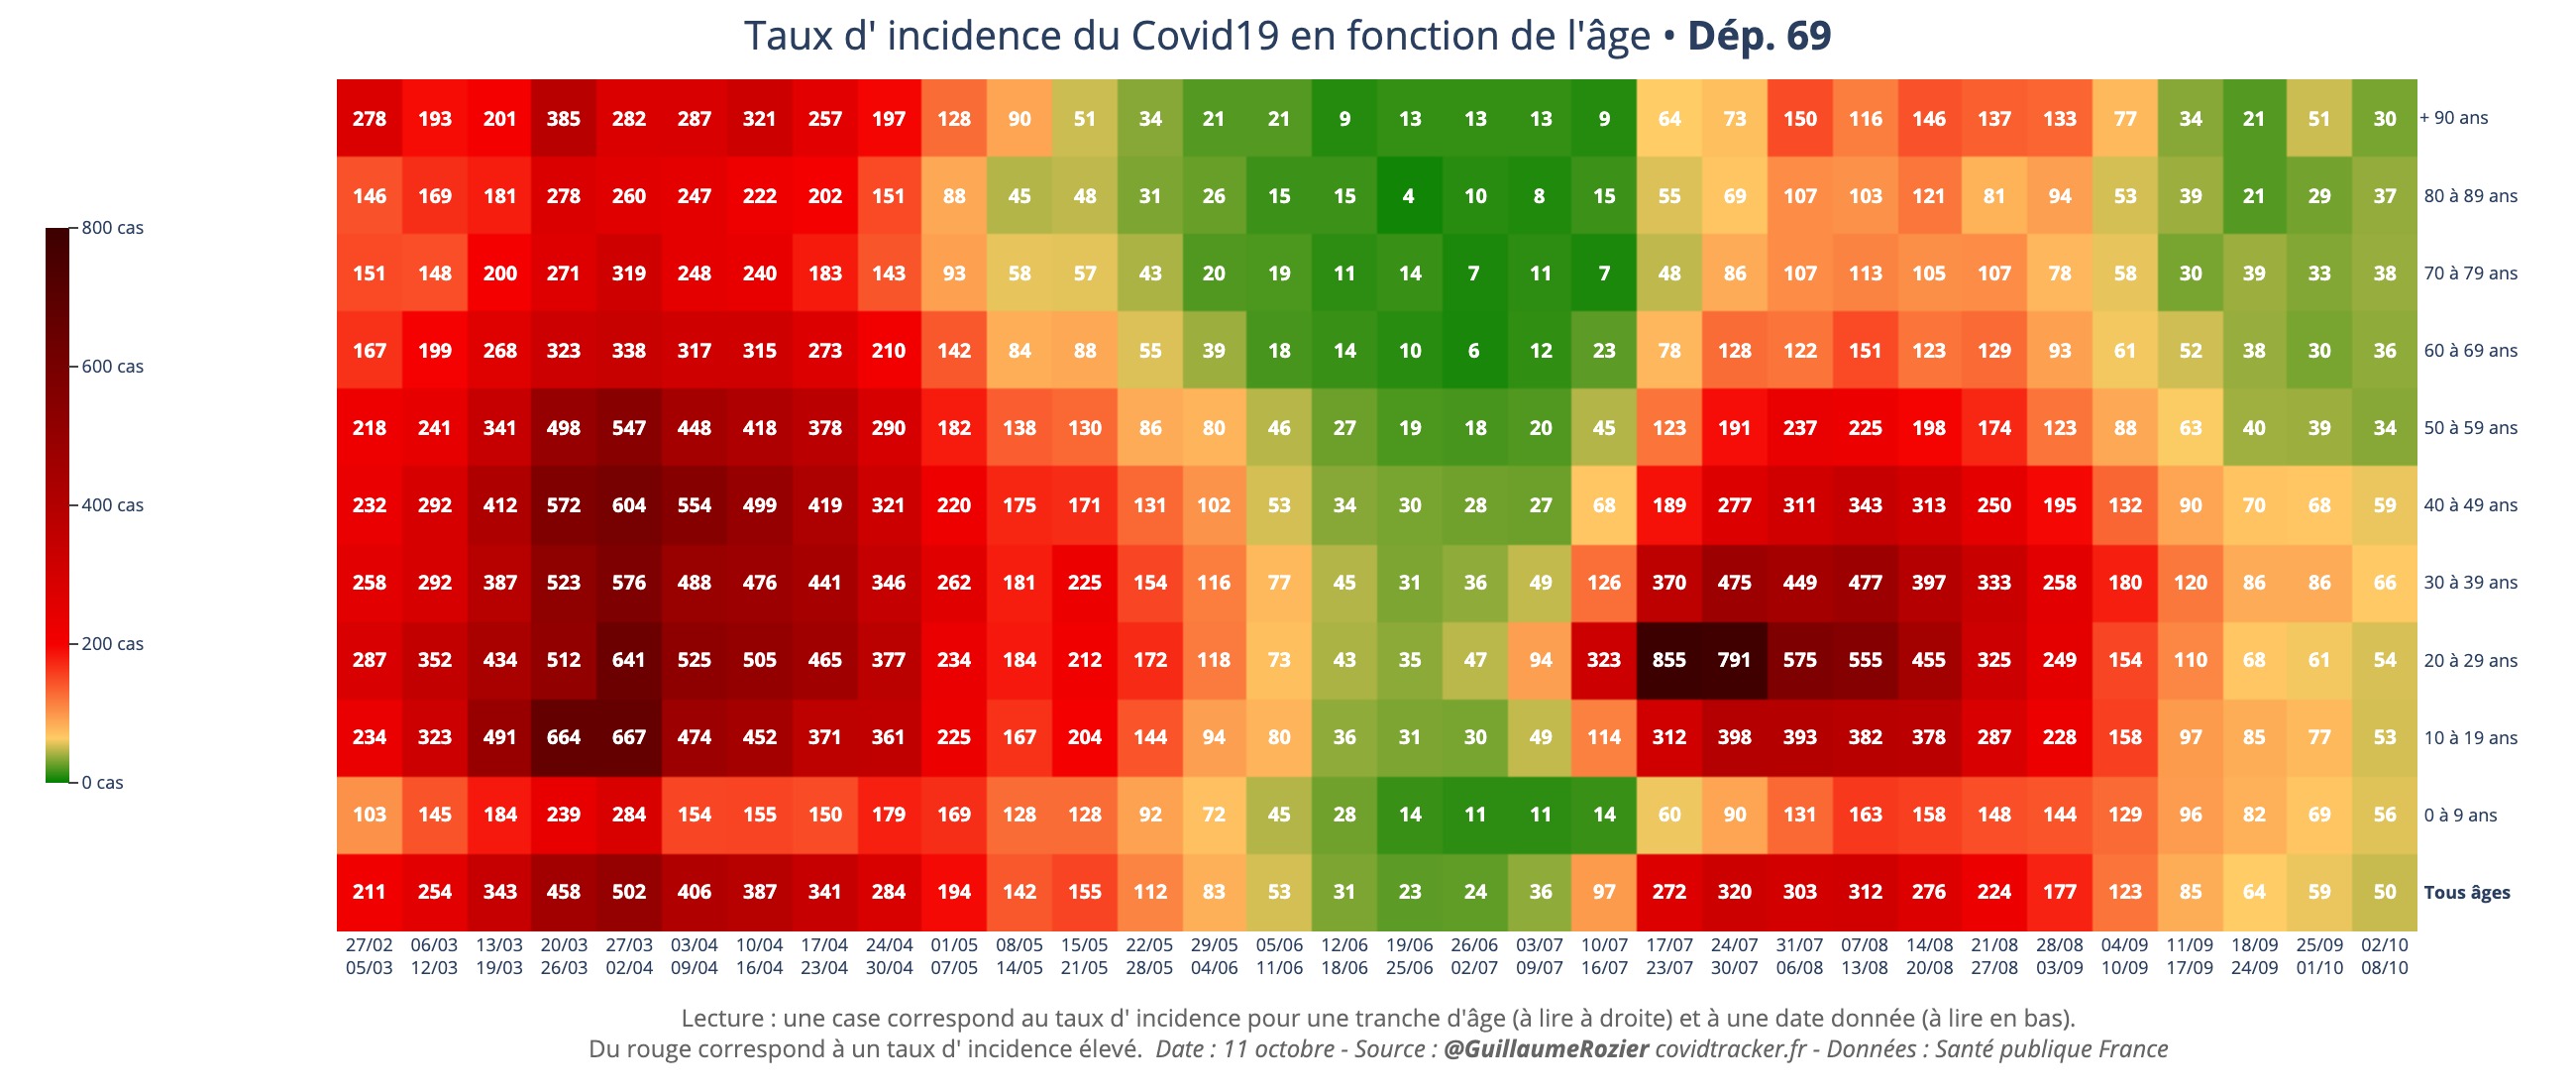 Taux d' incidence du Covid19 en fonction de l'âge • Dép. 69
800 cas
600 cas
400 cas
200 cas
0 cas
278 193 201 385 282 287 321 257 197 128 90 51 34 21 21 9 13 13 13 9 64 73 150 116 146 137 133 77 34 21 51 30 + 90 ans
146 169 181 278 260 247 222 202 151 88 45 48 31 26 15 15 4 10 8 15 55 69 107 103 121 81 94 53 39 21 29 37 80 à 89 ans
151 148 200 271 319 248 240 183 143 93 58 57 43 20 19 11 14 7 11 7 48 86 107 113 105 107 78 58 30 39 33 38 70 à 79 ans
167 199 268 323 338 317 315 273 210 142 84 88 55 39 18 14 10 6 12 23 78 128 122 151 123 129 93 61 52 38 30 36 60 à 69 ans
218 241 341 498 547 448 418 378 290 182 138 130 86 80 46 27 19 18 20 45 123 191 237 225 198 174 123 88 63 40 39 34 50 à 59 ans
232 292 412 572 604 554 499 419 321 220 175 171 131 102 53 34 30 28 27 68 189 277 311 343 313 250 195 132 90 70 68 59 40 à 49 ans
258 292 387 523 576 488 476 441 346 262 181 225 154 116 77 45 31 36 49 126 370 475 449 477 397 333 258 180 120 86 86 66 30 à 39 ans
287 352 434 512 641 525 505 465 377 234 184 212 172 118 73 43 35 47 94 323 855 791 575 555 455 325 249 154 110 68 61 54 20 à 29 ans
234 323 491 664 667 474 452 371 361 225 167 204 144 94 80 36 31 30 49 114 312 398 393 382 378 287 228 158 97 85 77 53 10 à 19 ans
103 145 184 239 284 154 155 150 179 169 128 128 92 72 45 28 14 11 11 14 60 90 131 163 158 148 144 129 96 82 69 56 0 à 9 ans
211 254 343 458 502 406 387 341 284 194 142 155 112 83 53 31 23 24 36 97 272 320 303 312 276 224 177 123 85 64 59 50 Tous âges
27/02 06/03 13/03 20/03 27/03 03/04 10/04 17/04 24/04 01/05 08/05 15/05 22/05 29/05 05/06 12/06 19/06 26/06 03/07 10/07 17/07 24/07 31/07 07/08 14/08 21/08 28/08 04/09 11/09 18/09 25/09 02/10
05/03 12/03 19/03 26/03 02/04 09/04 16/04 23/04 30/04 07/05 14/05 21/05 28/05 04/06 11/06 18/06 25/06 02/07 09/07 16/07 23/07 30/07 06/08 13/08 20/08 27/08 03/09 10/09 17/09 24/09 01/10 08/10
Lecture : une case correspond au taux d' incidence pour une tranche d'âge (à lire à droite) et à une date donnée (à lire en bas).
Du rouge correspond à un taux d' incidence élevé. Date : 11 octobre - Source : @GuillaumeRozier covidtracker.fr - Données : Santé publique France